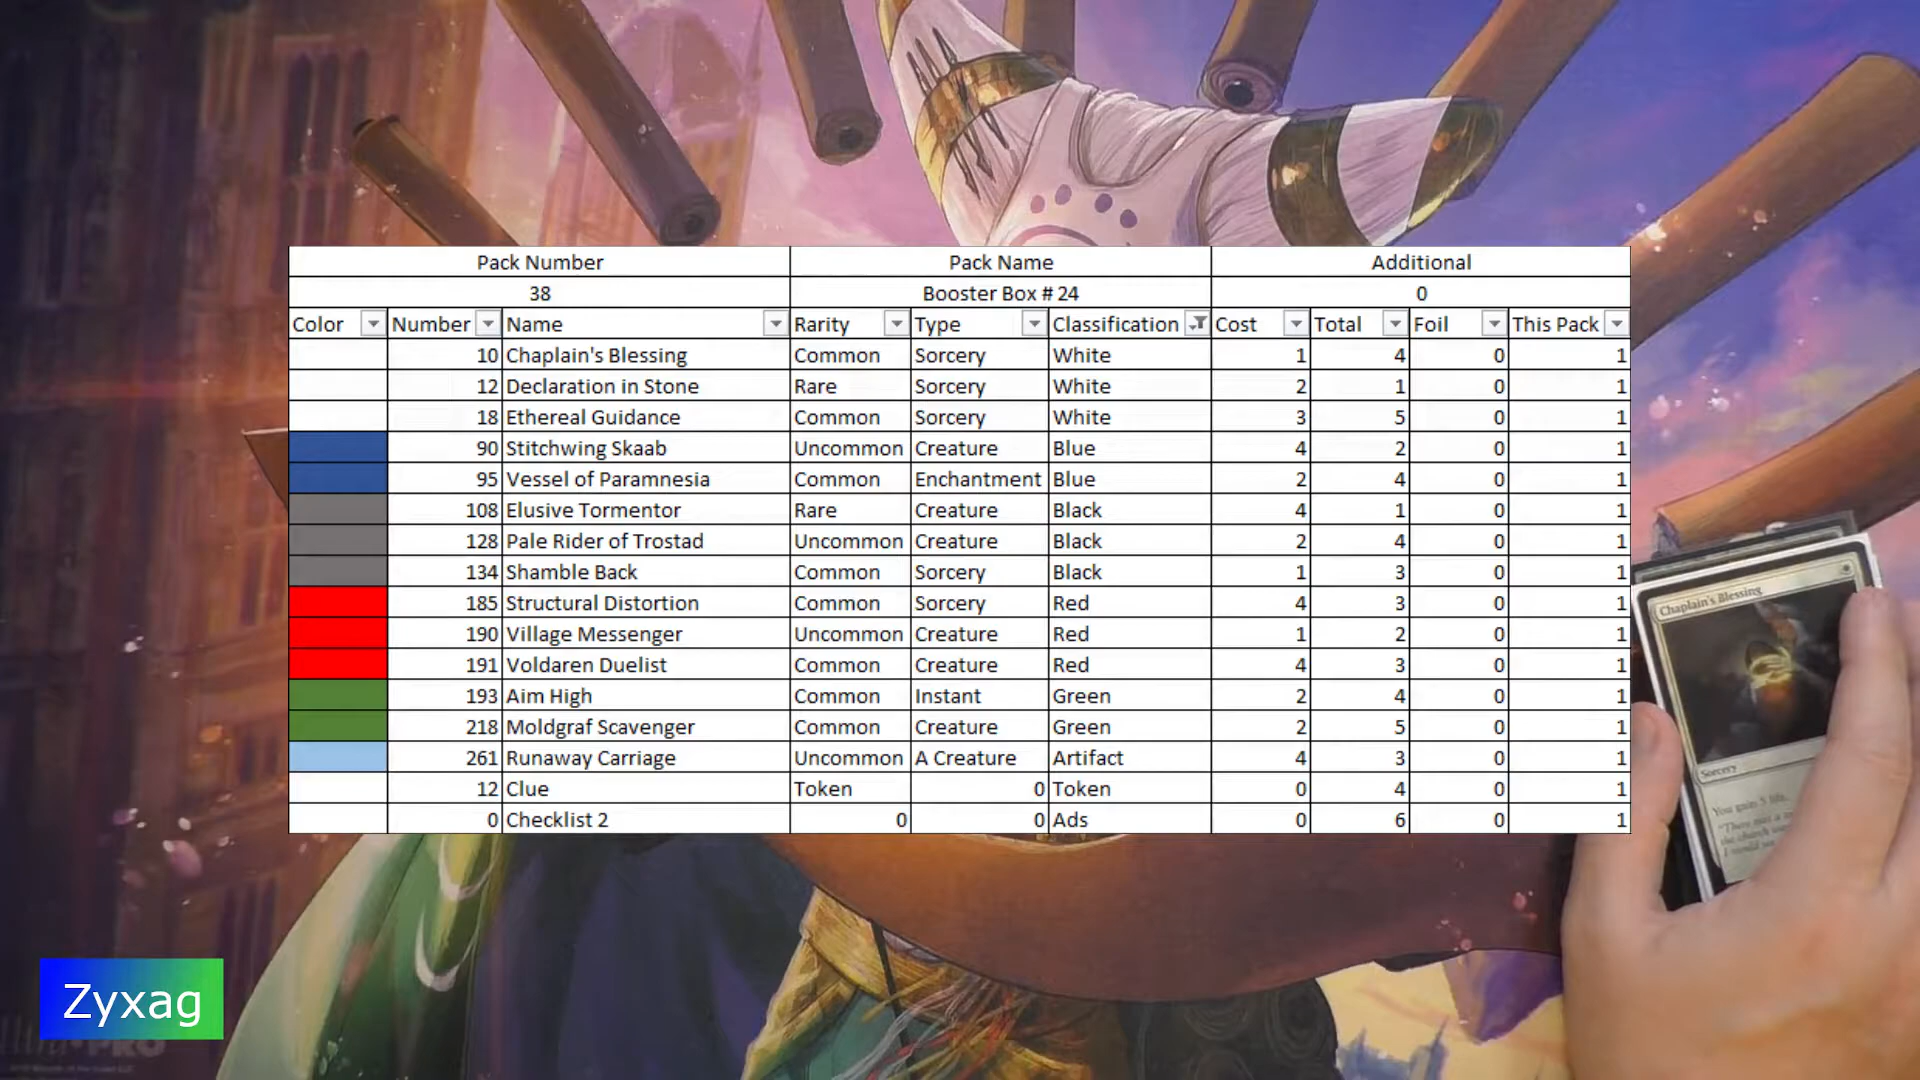 Pack Number Pack Name Additional
38 Booster Box # 24 0
Color Number Name Rarity Type Classification Cost Total Foil This Pack
10 Chaplain's Blessing Common Sorcery White 1 4 0 1
12 Declaration in Stone Rare Sorcery White 2 1 0 1
18 Ethereal Guidance Common Sorcery White 3 5 0 1
90 Stitchwing Skaab Uncommon Creature Blue 4 2 0 1
95 Vessel of Paramnesia Common Enchantment Blue 2 4 0 1
108 Elusive Tormentor Rare Creature Black 4 1 0 1
128 Pale Rider of Trostad Uncommon Creature Black 2 4 0 1
134 Shamble Back Common Sorcery Black 1 3 0 1
185 Structural Distortion Common Sorcery Red 4 3 0 1
190 Village Messenger Uncommon Creature Red 1 2 0 1
191 Voldaren Duelist Common Creature Red 4 3 0 1
193 Aim High Common Instant Green 2 4 0 1
218 Moldgraf Scavenger Common Creature Green 2 5 0 1
261 Runaway Carriage Uncommon A Creature Artifact 4 3 0 1
12 Clue Token 0 Token 0 4 0 1
0 Checklist 2 0 0 Ads 0 6 0 1
Chaplain's Blessing
Sorcery
You gain 5 life.
Zyxag
PRO